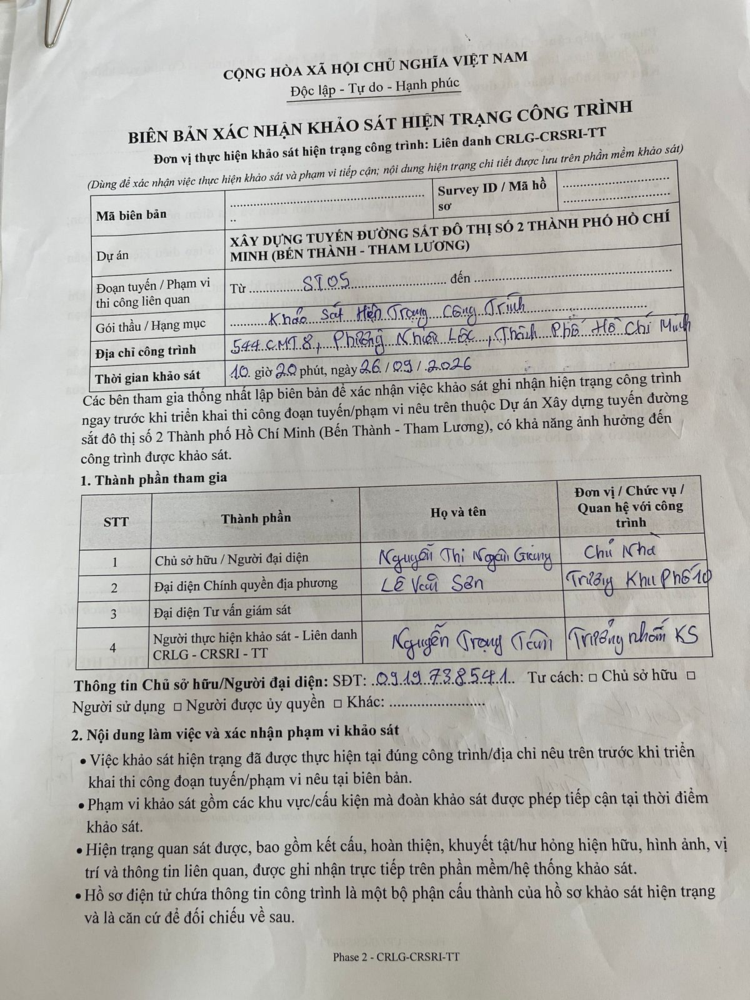 CỘNG HÒA XÃ HỘI CHỦ NGHĨA VIỆT NAM
Độc lập - Tự do - Hạnh phúc
BIÊN BẢN XÁC NHẬN KHẢO SÁT HIỆN TRẠNG CÔNG TRÌNH
Đơn vị thực hiện khảo sát hiện trạng công trình: Liên danh CRLG-CRSRI-TT
(Dùng để xác nhận việc thực hiện khảo sát và phạm vi tiếp cận; nội dung hiện trạng chi tiết được lưu trên phần mềm khảo sát)
Mã biên bản ........ Survey ID / Mã hồ sơ ........
Dự án XÂY DỰNG TUYẾN ĐƯỜNG SẮT ĐÔ THỊ SỐ 2 THÀNH PHỐ HỒ CHÍ
MINH (BẾN THÀNH - THAM LƯƠNG)
Đoạn tuyến / Phạm vi
thi công liên quan
Từ ........ ST05 ........ đến ........
Gói thầu / Hạng mục Khảo Sát Hiện Trạng Công Trình
Địa chỉ công trình 544 CMT 8, Phường Nhiêu Lộc, Thành Phố Hồ Chí Minh
Thời gian khảo sát 10 giờ 20 phút, ngày 26 / 09 / 2026
Các bên tham gia thống nhất lập biên bản để xác nhận việc khảo sát ghi nhận hiện trạng công trình
ngay trước khi triển khai thi công đoạn tuyến/phạm vi nêu trên thuộc Dự án Xây dựng tuyến đường
sắt đô thị số 2 Thành phố Hồ Chí Minh (Bến Thành - Tham Lương), có khả năng ảnh hưởng đến
công trình được khảo sát.
1. Thành phần tham gia
STT Thành phần Họ và tên Đơn vị / Chức vụ / Quan hệ với công trình
1 Chủ sở hữu / Người đại diện Nguyễn Thị Ngân Giang Chủ Nhà
2 Đại diện Chính quyền địa phương Lê Văn Sơn Trưởng Khu Phố 10
3 Đại diện Tư vấn giám sát
4 Người thực hiện khảo sát - Liên danh CRLG - CRSRI - TT Nguyễn Trọng Tâm Trưởng nhóm KS
Thông tin Chủ sở hữu/Người đại diện: SĐT: 0919738541 Tư cách: □ Chủ sở hữu □
Người sử dụng □ Người được ủy quyền □ Khác: ........
2. Nội dung làm việc và xác nhận phạm vi khảo sát
• Việc khảo sát hiện trạng đã được thực hiện tại đúng công trình/địa chỉ nêu trên trước khi triển
khai thi công đoạn tuyến/phạm vi nêu tại biên bản.
• Phạm vi khảo sát gồm các khu vực/cấu kiện mà đoàn khảo sát được phép tiếp cận tại thời điểm
khảo sát.
• Hiện trạng quan sát được, bao gồm kết cấu, hoàn thiện, khuyết tật/hư hỏng hiện hữu, hình ảnh, vị
trí và thông tin liên quan, được ghi nhận trực tiếp trên phần mềm/hệ thống khảo sát.
• Hồ sơ điện tử chứa thông tin công trình là một bộ phận cấu thành của hồ sơ khảo sát hiện trạng
và là căn cứ để đối chiếu về sau.
Phase 2 - CRLG-CRSRI-TT